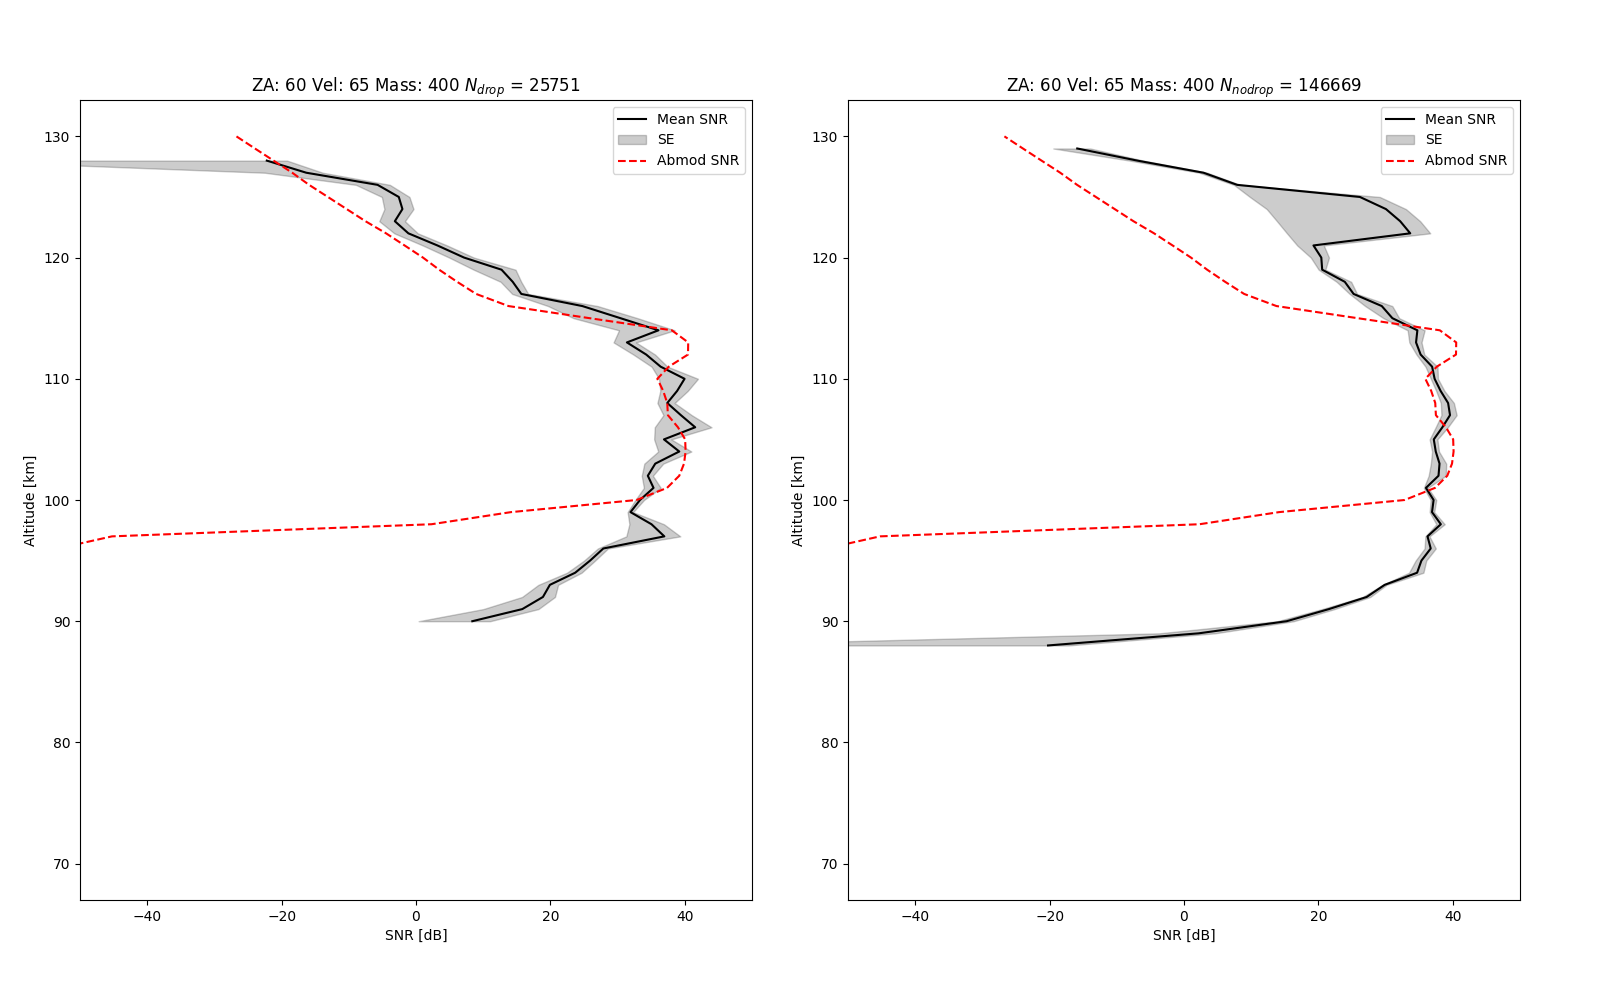 ZA: 60 Vel: 65 Mass: 400 N_drop = 25751
Mean SNR
SE
Abmod SNR
130
120
110
100
90
80
70
Altitude [km]
−40
−20
0
20
40
SNR [dB]
ZA: 60 Vel: 65 Mass: 400 N_nodrop = 146669
Mean SNR
SE
Abmod SNR
130
120
110
100
90
80
70
Altitude [km]
−40
−20
0
20
40
SNR [dB]